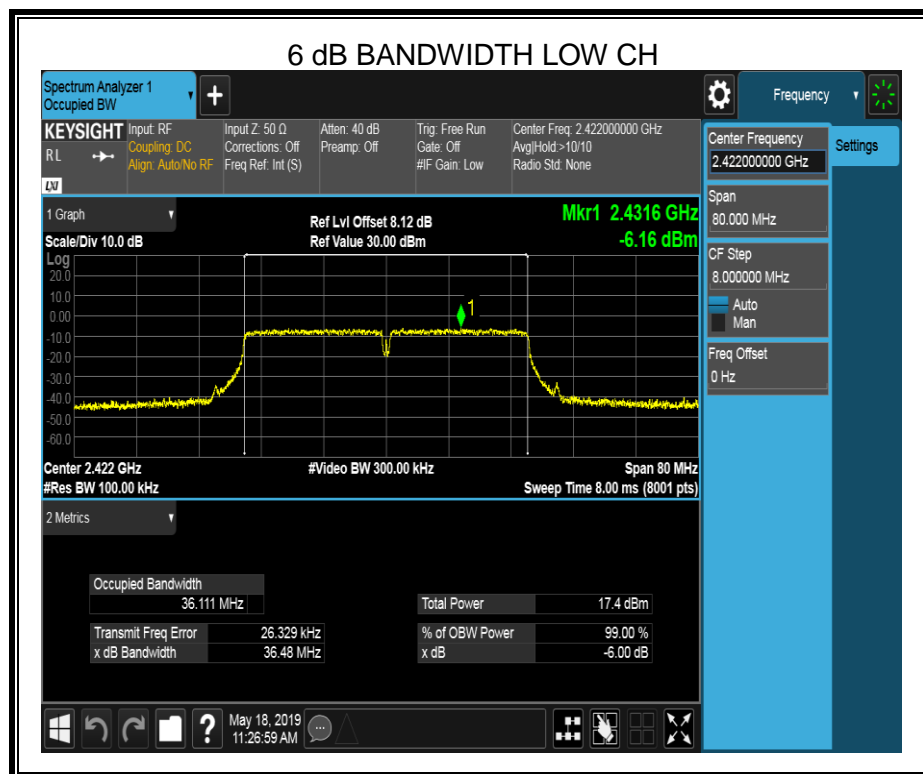 6 dB BANDWIDTH LOW CH
Spectrum Analyzer 1
Occupied BW
Frequency
KEYSIGHT
RL
LXI
Input: RF
Coupling: DC
Align: Auto/No RF
Input Z: 50 Ω
Corrections: Off
Freq Ref: Int (S)
Atten: 40 dB
Preamp: Off
Trig: Free Run
Gate: Off
#IF Gain: Low
Center Freq: 2.422000000 GHz
Avg|Hold:>10/10
Radio Std: None
Center Frequency
2.422000000 GHz
Settings
Span
80.000 MHz
CF Step
8.000000 MHz
Auto
Man
Freq Offset
0 Hz
1 Graph
Scale/Div 10.0 dB
Ref Lvl Offset 8.12 dB
Ref Value 30.00 dBm
Mkr1 2.4316 GHz
-6.16 dBm
Log
20.0
10.0
0.00
-10.0
-20.0
-30.0
-40.0
-50.0
-60.0
1
Center 2.422 GHz
#Res BW 100.00 kHz
#Video BW 300.00 kHz
Span 80 MHz
Sweep Time 8.00 ms (8001 pts)
2 Metrics
Occupied Bandwidth
36.111 MHz
Total Power 17.4 dBm
Transmit Freq Error 26.329 kHz
% of OBW Power 99.00 %
x dB Bandwidth 36.48 MHz
x dB -6.00 dB
?
May 18, 2019
11:26:59 AM